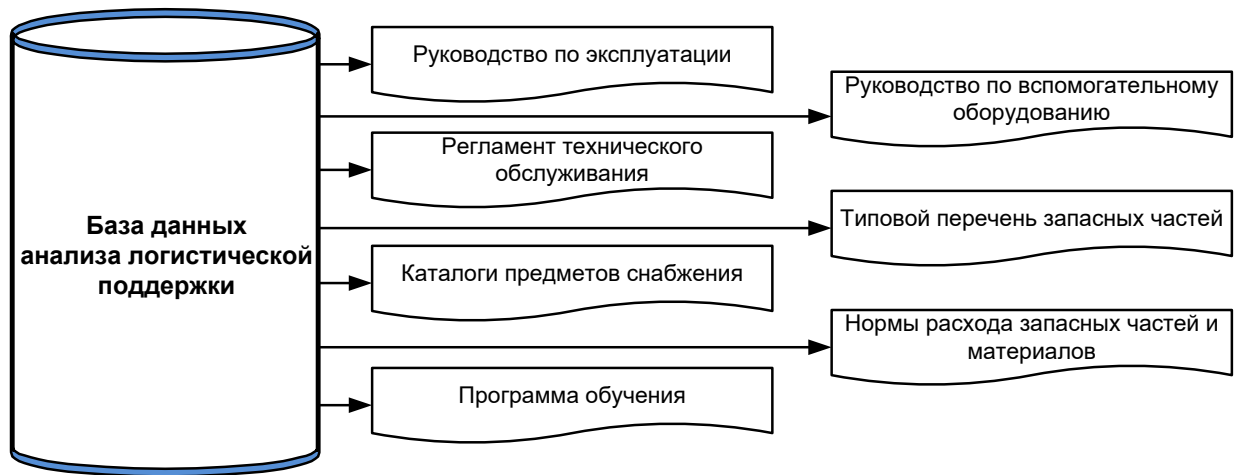 Руководство по эксплуатации
Руководство по вспомогательному
оборудованию
Регламент технического
обслуживания
База данных
анализа логистической
поддержки
Типовой перечень запасных частей
Каталоги предметов снабжения
Нормы расхода запасных частей и
материалов
Программа обучения